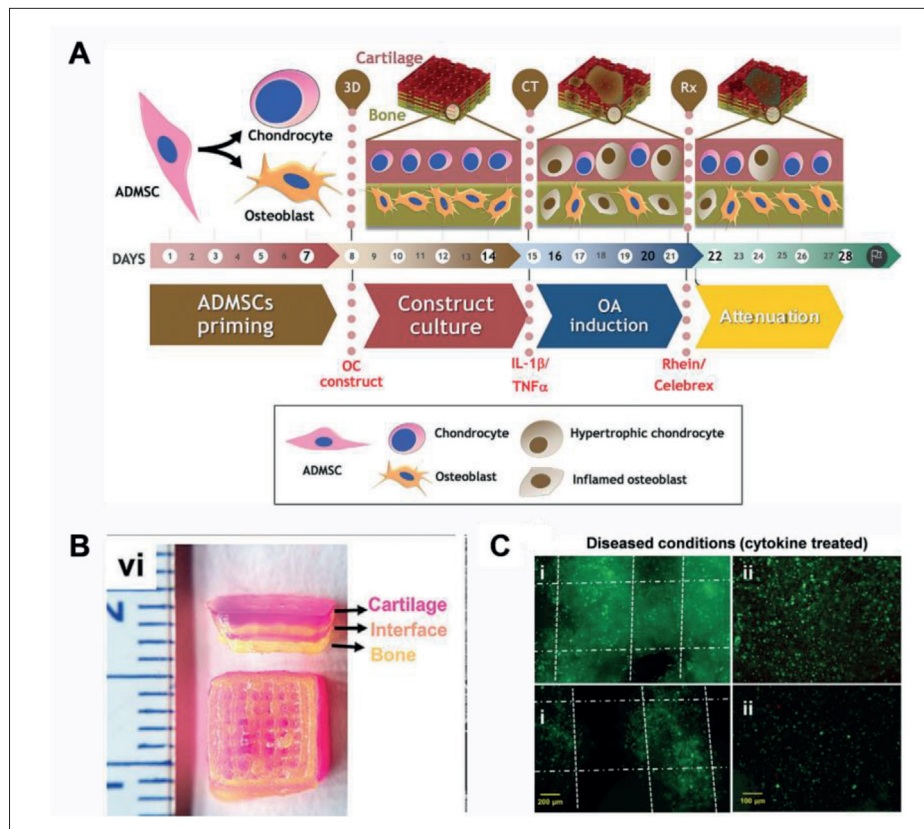 A
Cartilage
3D
CT
Rx
Bone
Chondrocyte
ADMSC
Osteoblast
DAYS 1 2 3 4 5 6 7 8 9 10 11 12 13 14 15 16 17 18 19 20 21 22 23 24 25 26 27 28
ADMSCs
priming
Construct
culture
OA
induction
Attenuation
OC
construct
IL-1β/
TNFα
Rhein/
Celebrex
ADMSC
Chondrocyte
Hypertrophic chondrocyte
Osteoblast
Inflamed osteoblast
B
vi
Cartilage
Interface
Bone
C
Diseased conditions (cytokine treated)
i
ii
i
ii
200 µm
100 µm